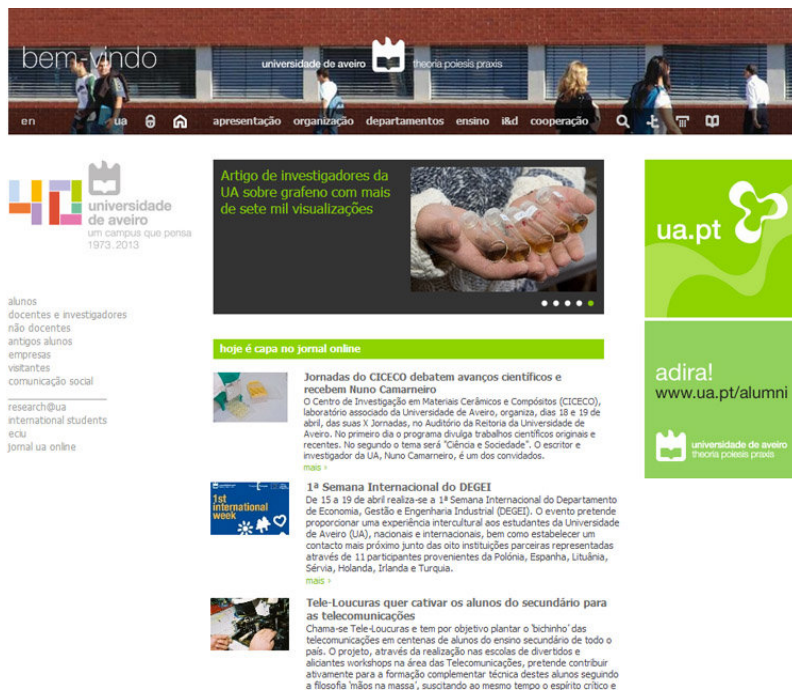 bem-vindo
universidade de aveiro
theoria poiesis praxis
en
ua
apresentação organização departamentos ensino i&d cooperação
40
universidade
de aveiro
um campus que pensa
1973.2013
alunos
docentes e investigadores
não docentes
antigos alunos
empresas
visitantes
comunicação social
research@ua
international students
eciu
jornal ua online
Artigo de investigadores da
UA sobre grafeno com mais
de sete mil visualizações
hoje é capa no jornal online
Jornadas do CICECO debatem avanços científicos e
recebem Nuno Camarneiro
O Centro de Investigação em Materiais Cerâmicos e Compósitos (CICECO),
laboratório associado da Universidade de Aveiro, organiza, dias 18 e 19 de
abril, das suas X Jornadas, no Auditório da Reitoria da Universidade de
Aveiro. No primeiro dia o programa divulga trabalhos científicos originais e
recentes. No segundo o tema será "Ciência e Sociedade". O escritor e
investigador da UA, Nuno Camarneiro, é um dos convidados.
mais >
1st
international
week
1ª Semana Internacional do DEGEI
De 15 a 19 de abril realiza-se a 1ª Semana Internacional do Departamento
de Economia, Gestão e Engenharia Industrial (DEGEI). O evento pretende
proporcionar uma experiência intercultural aos estudantes da Universidade
de Aveiro (UA), nacionais e internacionais, bem como estabelecer um
contacto mais próximo junto das oito instituições parceiras representadas
através de 11 participantes provenientes da Polónia, Espanha, Lituânia,
Sérvia, Holanda, Irlanda e Turquia.
mais >
Tele-Loucuras quer cativar os alunos do secundário para
as telecomunicações
Chama-se Tele-Loucuras e tem por objetivo plantar o 'bichinho' das
telecomunicações em centenas de alunos do ensino secundário de todo o
país. O projeto, através da realização nas escolas de divertidos e
aliciantes workshops na área das Telecomunicações, pretende contribuir
ativamente para a formação complementar técnica destes alunos seguindo
a filosofia 'mãos na massa', suscitando ao mesmo tempo o espírito crítico e
ua.pt
adira!
www.ua.pt/alumni
universidade de aveiro
theoria poiesis praxis